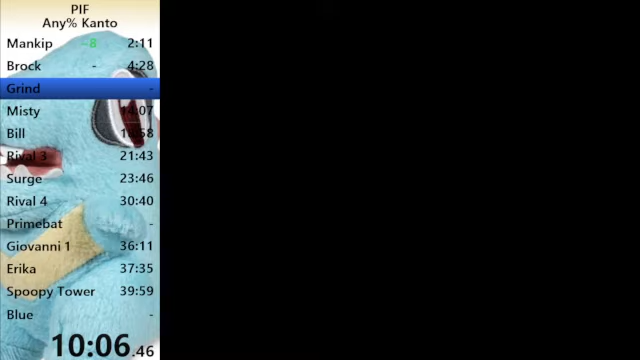 PIF
Any% Kanto
Mankip -8 2:11
Brock - 4:28
Grind -
Misty 14:07
Bill
Rival 3 21:43
Surge 23:46
Rival 4 30:40
Primebat -
Giovanni 1 36:11
Erika 37:35
Spoopy Tower 39:59
Blue -
10:06.46